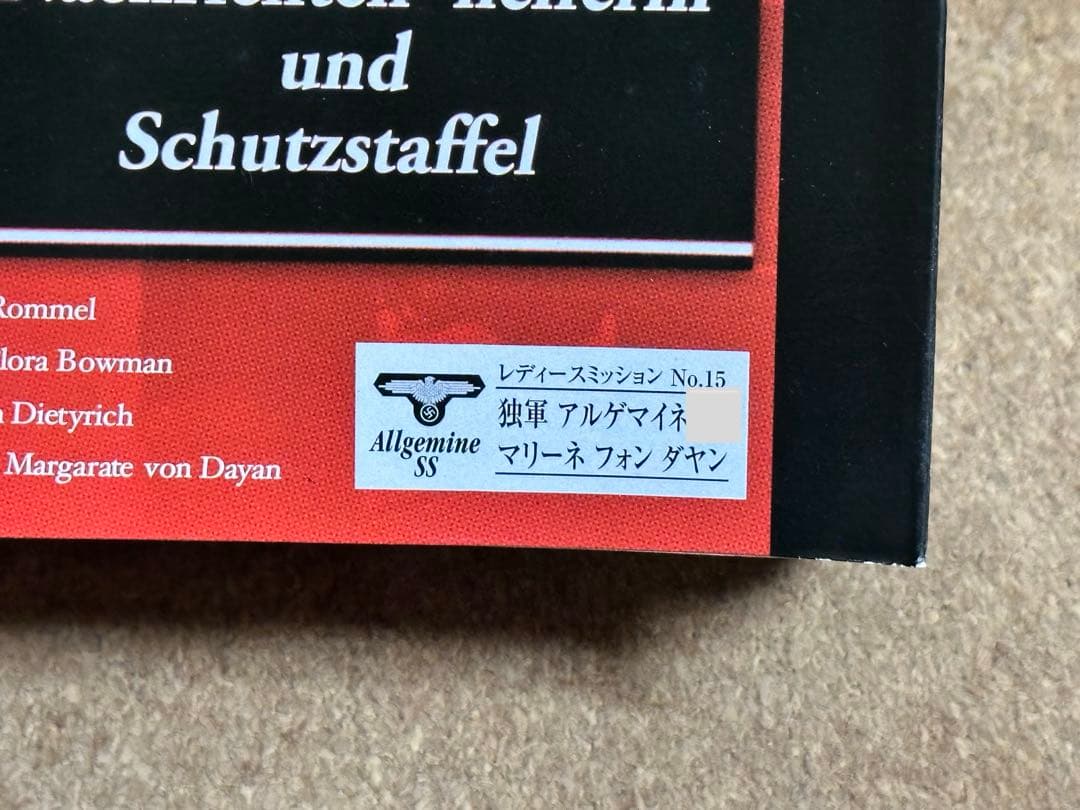 und
Schutzstaffel
Rommel
lora Bowman
Dietyrich
Margarate von Dayan
Allgemine
SS
レディースミッション No.15
独軍 アルゲマイネ
マリーネ フォン ダヤン